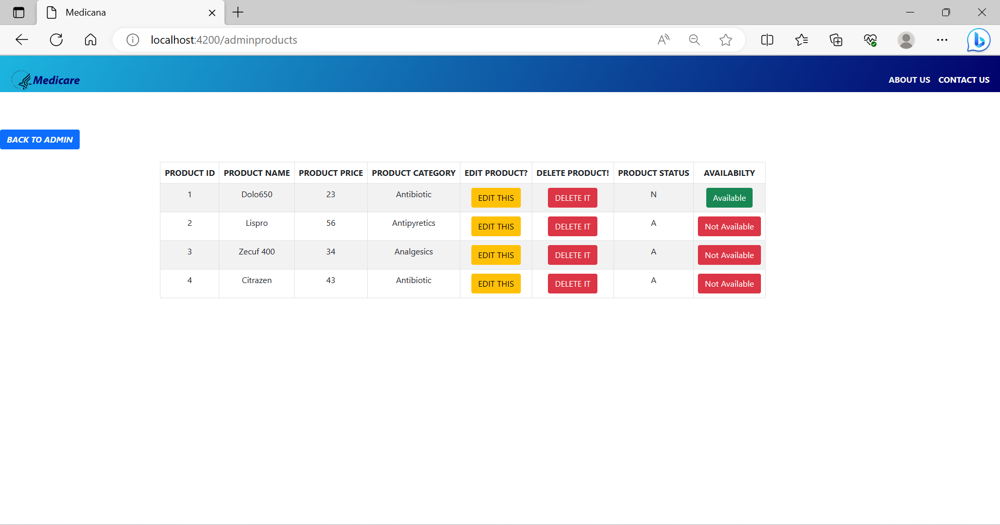 Medicana
localhost:4200/adminproducts
Medicare
ABOUT US CONTACT US
BACK TO ADMIN
PRODUCT ID PRODUCT NAME PRODUCT PRICE PRODUCT CATEGORY EDIT PRODUCT? DELETE PRODUCT! PRODUCT STATUS AVAILABILTY
1 Dolo650 23 Antibiotic EDIT THIS DELETE IT N Available
2 Lispro 56 Antipyretics EDIT THIS DELETE IT A Not Available
3 Zecuf 400 34 Analgesics EDIT THIS DELETE IT A Not Available
4 Citrazen 43 Antibiotic EDIT THIS DELETE IT A Not Available